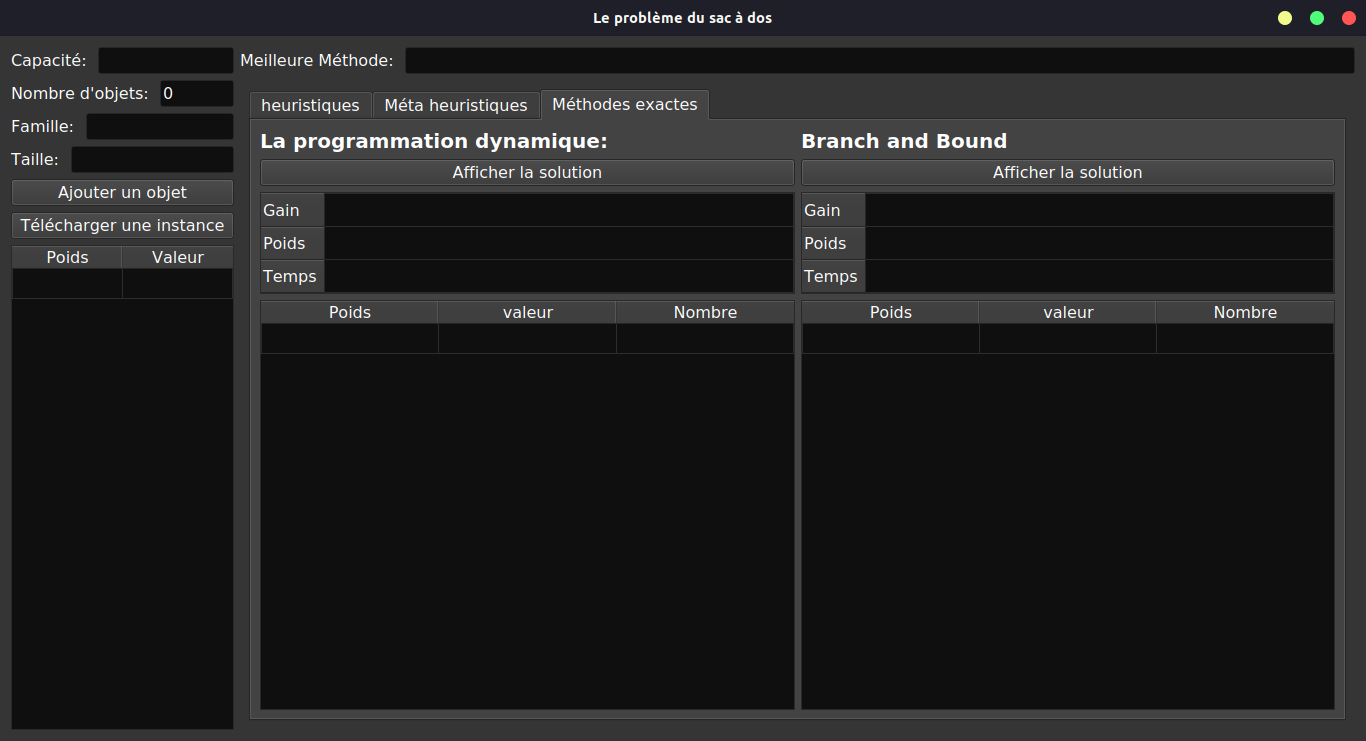 Le problème du sac à dos
Capacité:
Meilleure Méthode:
Nombre d'objets: 0
Famille:
Taille:
Ajouter un objet
Télécharger une instance
Poids Valeur
heuristiques Méta heuristiques Méthodes exactes
La programmation dynamique:
Afficher la solution
Gain
Poids
Temps
Poids valeur Nombre
Branch and Bound
Afficher la solution
Gain
Poids
Temps
Poids valeur Nombre